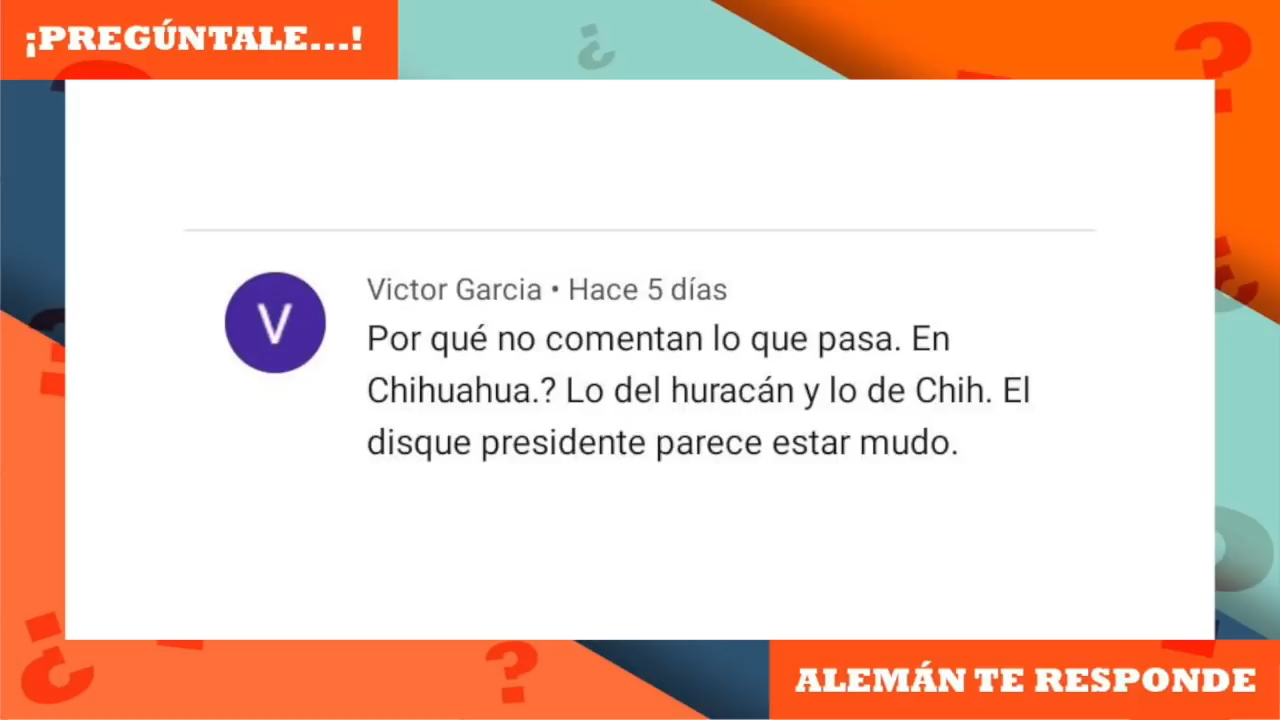 ¡PREGÚNTALE...!
Victor Garcia • Hace 5 días
Por qué no comentan lo que pasa. En
Chihuahua.? Lo del huracán y lo de Chih. El
disque presidente parece estar mudo.
ALEMÁN TE RESPONDE